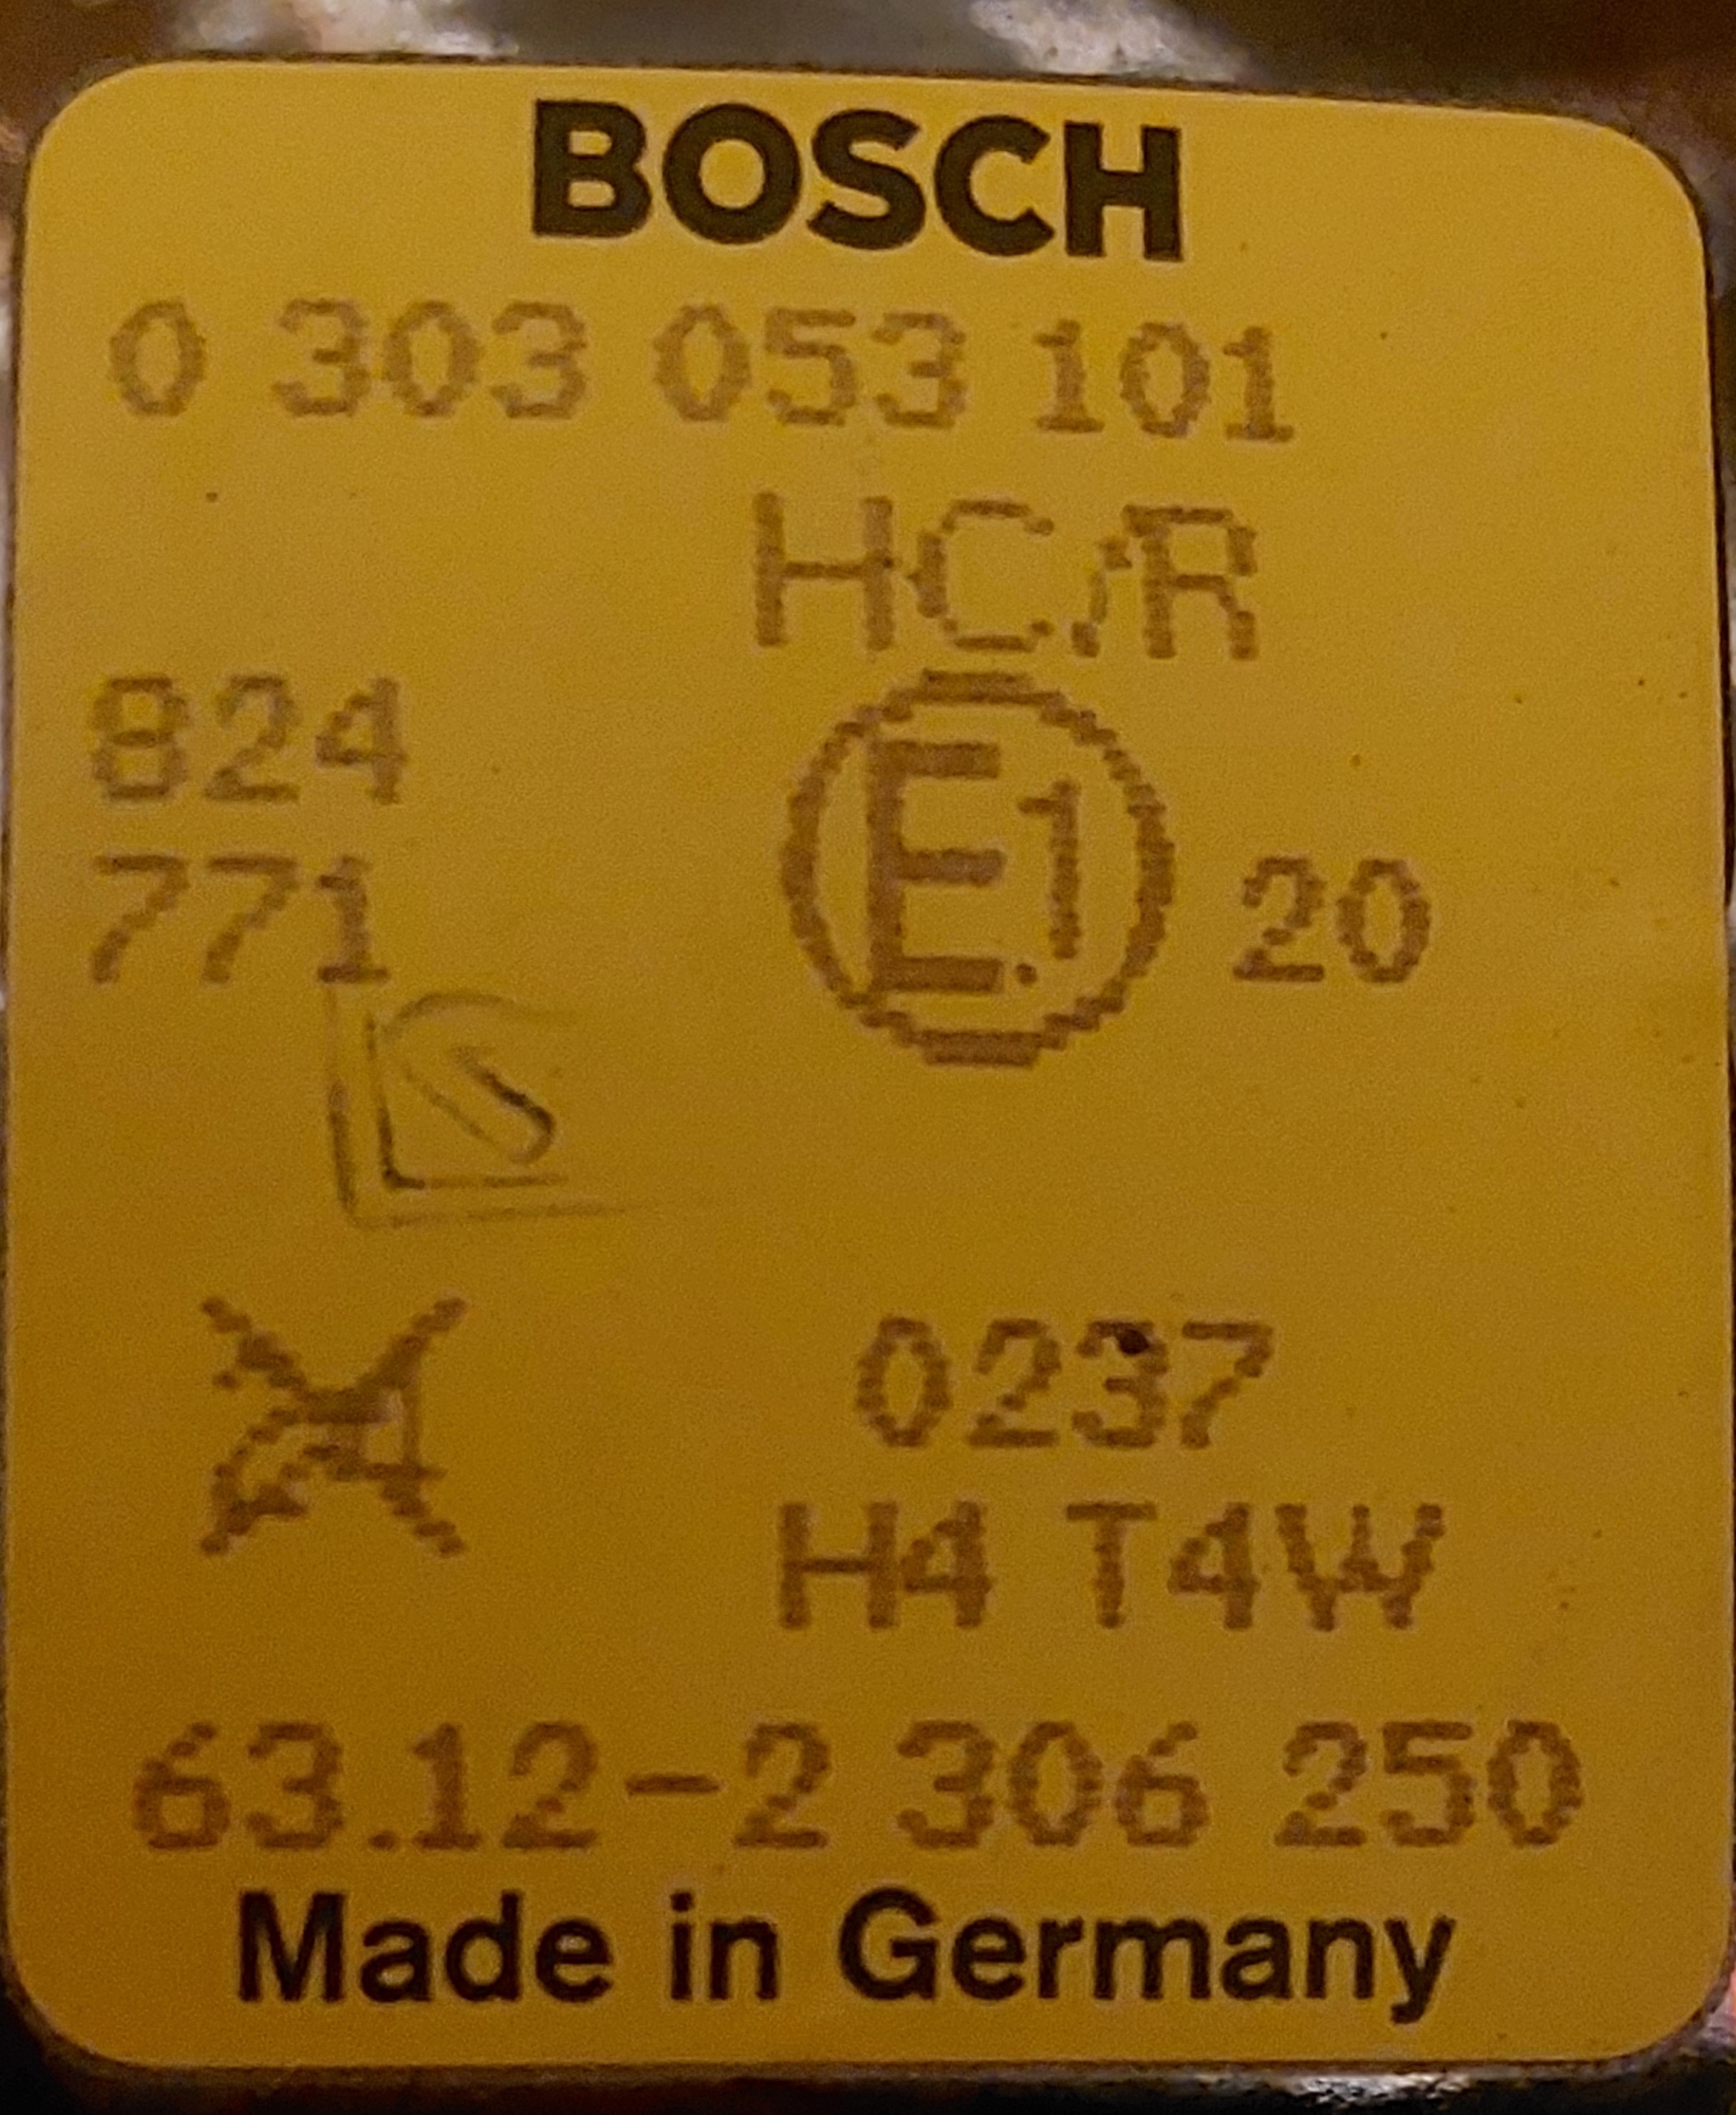 BOSCH
0 303 053 101
HC/R
824
771
E1 20
0237
H4 T4W
63.12-2 306 250
Made in Germany